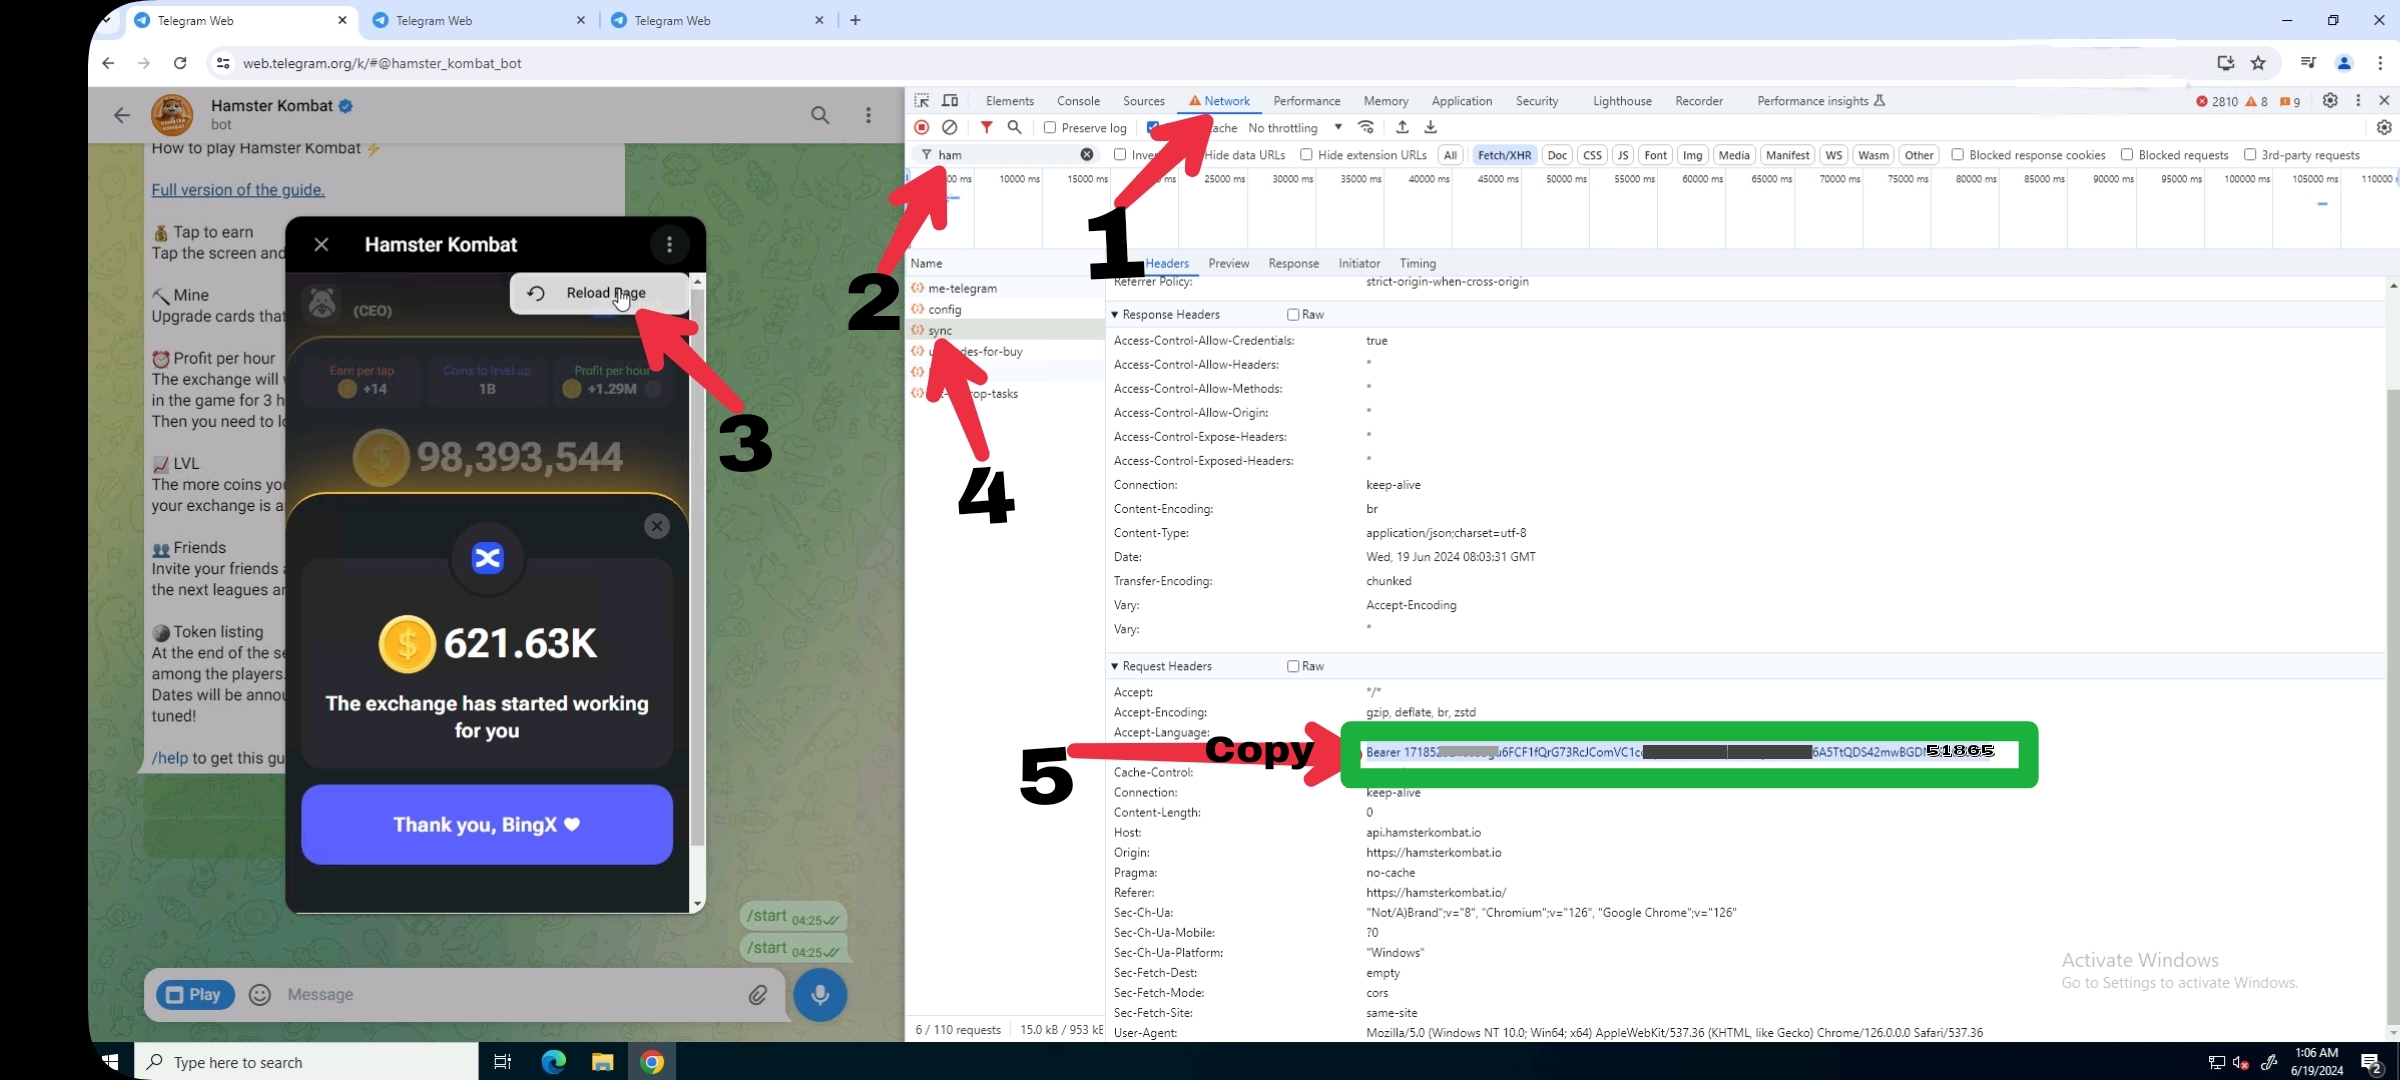 Telegram Web
Telegram Web
Telegram Web
web.telegram.org/k/#@hamster_kombat_bot
Hamster Kombat
bot
How to play Hamster Kombat ⚡
Full version of the guide.
💰 Tap to earn
Tap the screen and
⛏ Mine
Upgrade cards that
⏰ Profit per hour
The exchange will
in the game for 3 h
Then you need to lo
📈 LVL
The more coins you
your exchange is a
👥 Friends
Invite your friends a
the next leagues ar
🪙 Token listing
At the end of the se
among the players.
Dates will be annou
tuned!
/help to get this gu
Hamster Kombat
Reload Page
(CEO)
Earn per tap
+14
Coins to level up
1B
Profit per hour
+1.29M
98,393,544
621.63K
The exchange has started working
for you
Thank you, BingX
/start 04:25
/start 04:25
Play
Message
Elements Console Sources Network Performance Memory Application Security Lighthouse Recorder Performance insights
2810 8 9
Preserve log
No throttling
ham
Hide data URLs
Hide extension URLs
All Fetch/XHR Doc CSS JS Font Img Media Manifest WS Wasm Other
Blocked response cookies
Blocked requests
3rd-party requests
10000 ms 15000 ms 25000 ms 30000 ms 35000 ms 40000 ms 45000 ms 50000 ms 55000 ms 60000 ms 65000 ms 70000 ms 75000 ms 80000 ms 85000 ms 90000 ms 95000 ms 100000 ms 105000 ms 110000
Name
me-telegram
config
sync
des-for-buy
op-tasks
6 / 110 requests
15.0 kB / 953 kE
Headers Preview Response Initiator Timing
Referrer Policy: strict-origin-when-cross-origin
Response Headers Raw
Access-Control-Allow-Credentials: true
Access-Control-Allow-Headers: *
Access-Control-Allow-Methods: *
Access-Control-Allow-Origin: *
Access-Control-Expose-Headers: *
Access-Control-Exposed-Headers: *
Connection: keep-alive
Content-Encoding: br
Content-Type: application/json;charset=utf-8
Date: Wed, 19 Jun 2024 08:03:31 GMT
Transfer-Encoding: chunked
Vary: Accept-Encoding
Vary: *
Request Headers Raw
Accept: */*
Accept-Encoding: gzip, deflate, br, zstd
Accept-Language:
Bearer 171852 u6FCF1fQrG73RcJComVC1c 6A5TtQDS42mwBGD 51865
Cache-Control:
Connection: keep-alive
Content-Length: 0
Host: api.hamsterkombat.io
Origin: https://hamsterkombat.io
Pragma: no-cache
Referer: https://hamsterkombat.io/
Sec-Ch-Ua: "Not/A)Brand";v="8", "Chromium";v="126", "Google Chrome";v="126"
Sec-Ch-Ua-Mobile: ?0
Sec-Ch-Ua-Platform: "Windows"
Sec-Fetch-Dest: empty
Sec-Fetch-Mode: cors
Sec-Fetch-Site: same-site
User-Agent: Mozilla/5.0 (Windows NT 10.0; Win64; x64) AppleWebKit/537.36 (KHTML, like Gecko) Chrome/126.0.0.0 Safari/537.36
1
2
3
4
5
Copy
Activate Windows
Go to Settings to activate Windows.
Type here to search
1:06 AM
6/19/2024
2